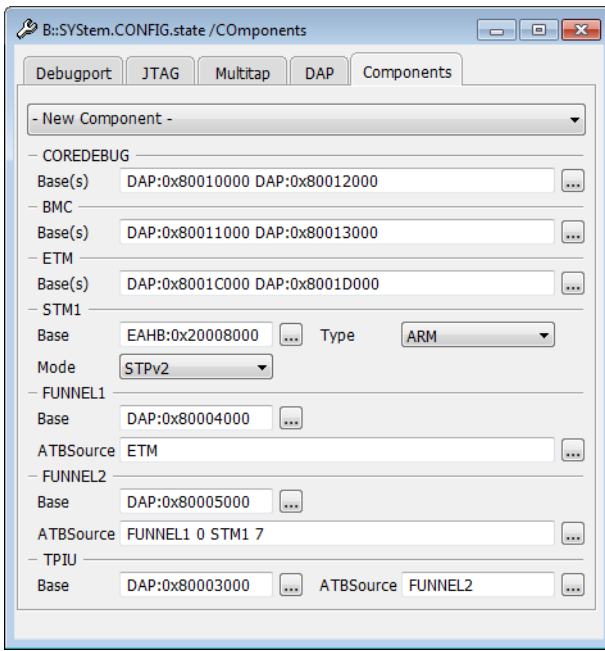 B::SYStem.CONFIG.state /COmponents
Debugport JTAG Multitap DAP Components
- New Component -
COREDEBUG
Base(s) DAP:0x80010000 DAP:0x80012000 ...
BMC
Base(s) DAP:0x80011000 DAP:0x80013000 ...
ETM
Base(s) DAP:0x8001C000 DAP:0x8001D000 ...
STM1
Base EAHB:0x20008000 ... Type ARM
Mode STPv2
FUNNEL1
Base DAP:0x80004000 ...
ATBSource ETM ...
FUNNEL2
Base DAP:0x80005000 ...
ATBSource FUNNEL1 0 STM1 7 ...
TPIU
Base DAP:0x80003000 ... ATBSource FUNNEL2 ...